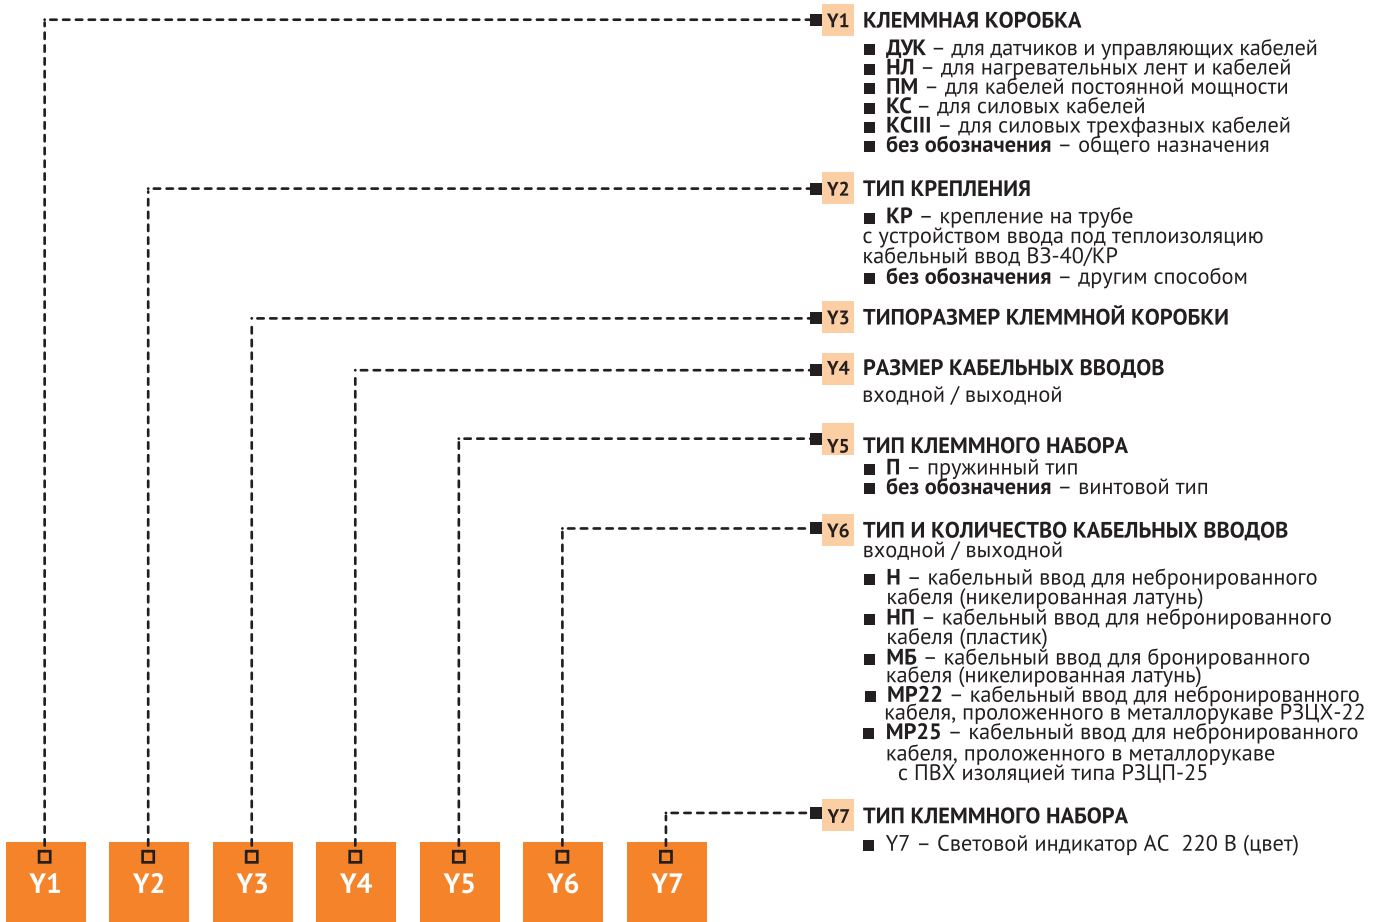 Y1 КЛЕММНАЯ КОРОБКА
ДУК – для датчиков и управляющих кабелей
НЛ – для нагревательных лент и кабелей
ПМ – для кабелей постоянной мощности
КС – для силовых кабелей
КСIII – для силовых трехфазных кабелей
без обозначения – общего назначения
Y2 ТИП КРЕПЛЕНИЯ
КР – крепление на трубе
с устройством ввода под теплоизоляцию
кабельный ввод ВЗ-40/КР
без обозначения – другим способом
Y3 ТИПОРАЗМЕР КЛЕММНОЙ КОРОБКИ
Y4 РАЗМЕР КАБЕЛЬНЫХ ВВОДОВ
входной / выходной
Y5 ТИП КЛЕММНОГО НАБОРА
П – пружинный тип
без обозначения – винтовой тип
Y6 ТИП И КОЛИЧЕСТВО КАБЕЛЬНЫХ ВВОДОВ
входной / выходной
Н – кабельный ввод для небронированного
кабеля (никелированная латунь)
НП – кабельный ввод для небронированного
кабеля (пластик)
МБ – кабельный ввод для бронированного
кабеля (никелированная латунь)
МР22 – кабельный ввод для небронированного
кабеля, проложенного в металлорукаве РЗЦХ-22
МР25 – кабельный ввод для небронированного
кабеля, проложенного в металлорукаве
с ПВХ изоляцией типа РЗЦП-25
Y7 ТИП КЛЕММНОГО НАБОРА
Y7 – Световой индикатор АС 220 В (цвет)
Y1 Y2 Y3 Y4 Y5 Y6 Y7